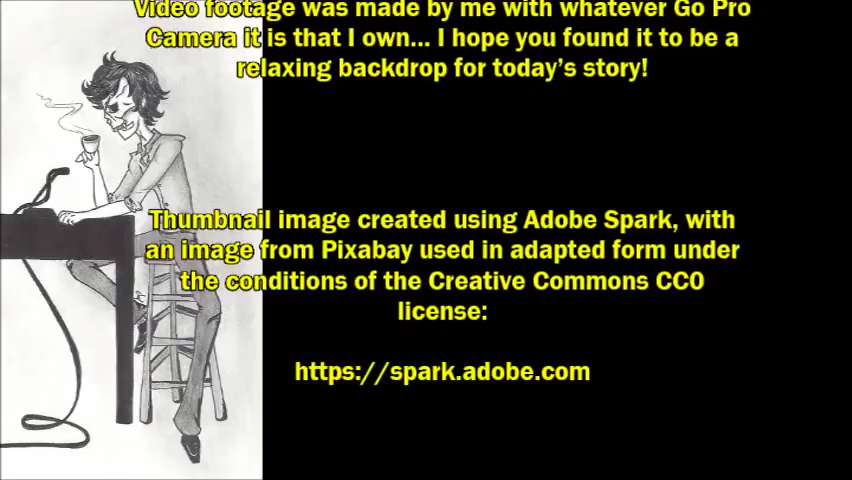 Video footage was made by me with whatever Go Pro
Camera it is that I own... I hope you found it to be a
relaxing backdrop for today's story!
Thumbnail image created using Adobe Spark, with
an image from Pixabay used in adapted form under
the conditions of the Creative Commons CC0
license:
https://spark.adobe.com